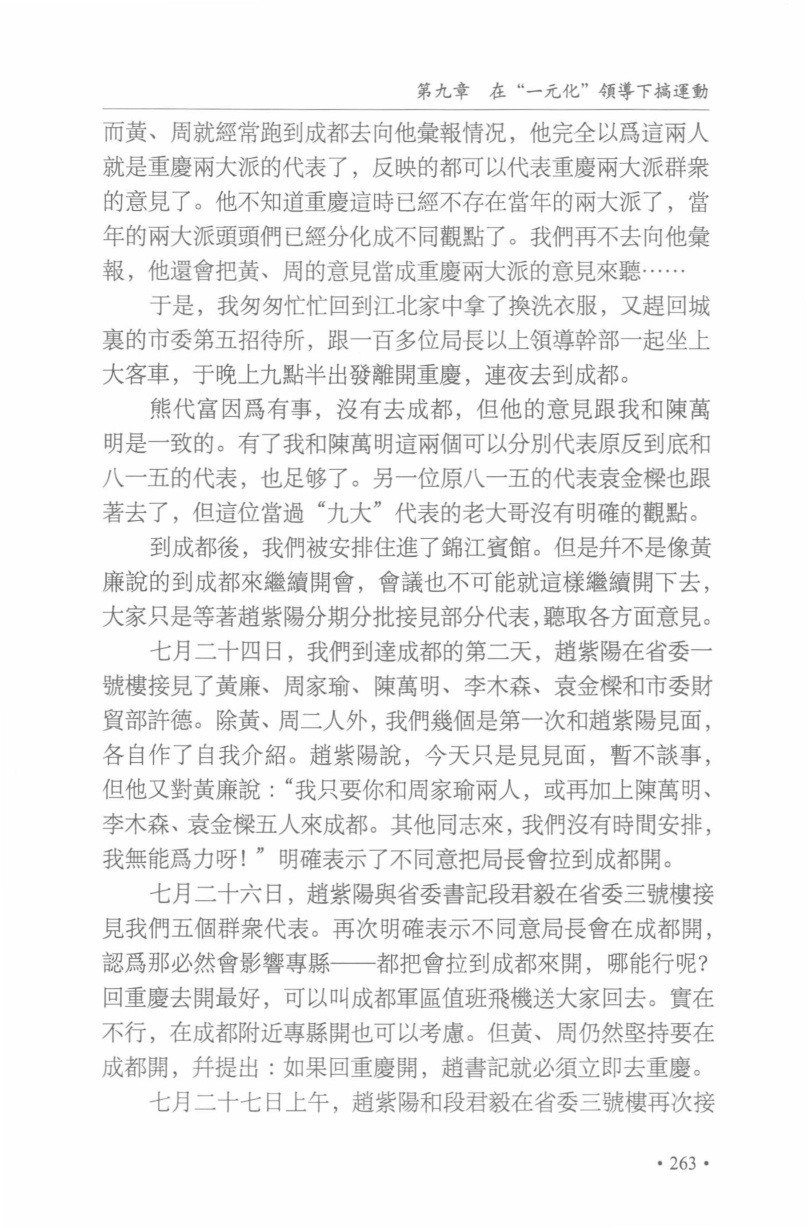 第九章　在“一元化”領導下搞運動
而黃、周就經常跑到成都去向他彙報情况，他完全以爲這兩人
就是重慶兩大派的代表了，反映的都可以代表重慶兩大派群衆
的意見了。他不知道重慶這時已經不存在當年的兩大派了，當
年的兩大派頭頭們已經分化成不同觀點了。我們再不去向他彙
報，他還會把黃、周的意見當成重慶兩大派的意見來聽……
于是，我匆匆忙忙回到江北家中拿了換洗衣服，又趕回城
裏的市委第五招待所，跟一百多位局長以上領導幹部一起坐上
大客車，于晚上九點半出發離開重慶，連夜去到成都。
熊代富因爲有事，沒有去成都，但他的意見跟我和陳萬
明是一致的。有了我和陳萬明這兩個可以分別代表原反到底和
八一五的代表，也足够了。另一位原八一五的代表袁金樑也跟
著去了，但這位當過“九大”代表的老大哥沒有明確的觀點。
到成都後，我們被安排住進了錦江賓館。但是幷不是像黃
廉說的到成都來繼續開會，會議也不可能就這樣繼續開下去，
大家只是等著趙紫陽分期分批接見部分代表，聽取各方面意見。
七月二十四日，我們到達成都的第二天，趙紫陽在省委一
號樓接見了黃廉、周家瑜、陳萬明、李木森、袁金樑和市委財
貿部許德。除黃、周二人外，我們幾個是第一次和趙紫陽見面，
各自作了自我介紹。趙紫陽說，今天只是見見面，暫不談事，
但他又對黃廉說：“我只要你和周家瑜兩人，或再加上陳萬明、
李木森、袁金樑五人來成都。其他同志來，我們沒有時間安排，
我無能爲力呀！”明確表示了不同意把局長會拉到成都開。
七月二十六日，趙紫陽與省委書記段君毅在省委三號樓接
見我們五個群衆代表。再次明確表示不同意局長會在成都開，
認爲那必然會影響專縣——都把會拉到成都來開，哪能行呢？
回重慶去開最好，可以叫成都軍區值班飛機送大家回去。實在
不行，在成都附近專縣開也可以考慮。但黃、周仍然堅持要在
成都開，幷提出：如果回重慶開，趙書記就必須立即去重慶。
七月二十七日上午，趙紫陽和段君毅在省委三號樓再次接
• 263 •